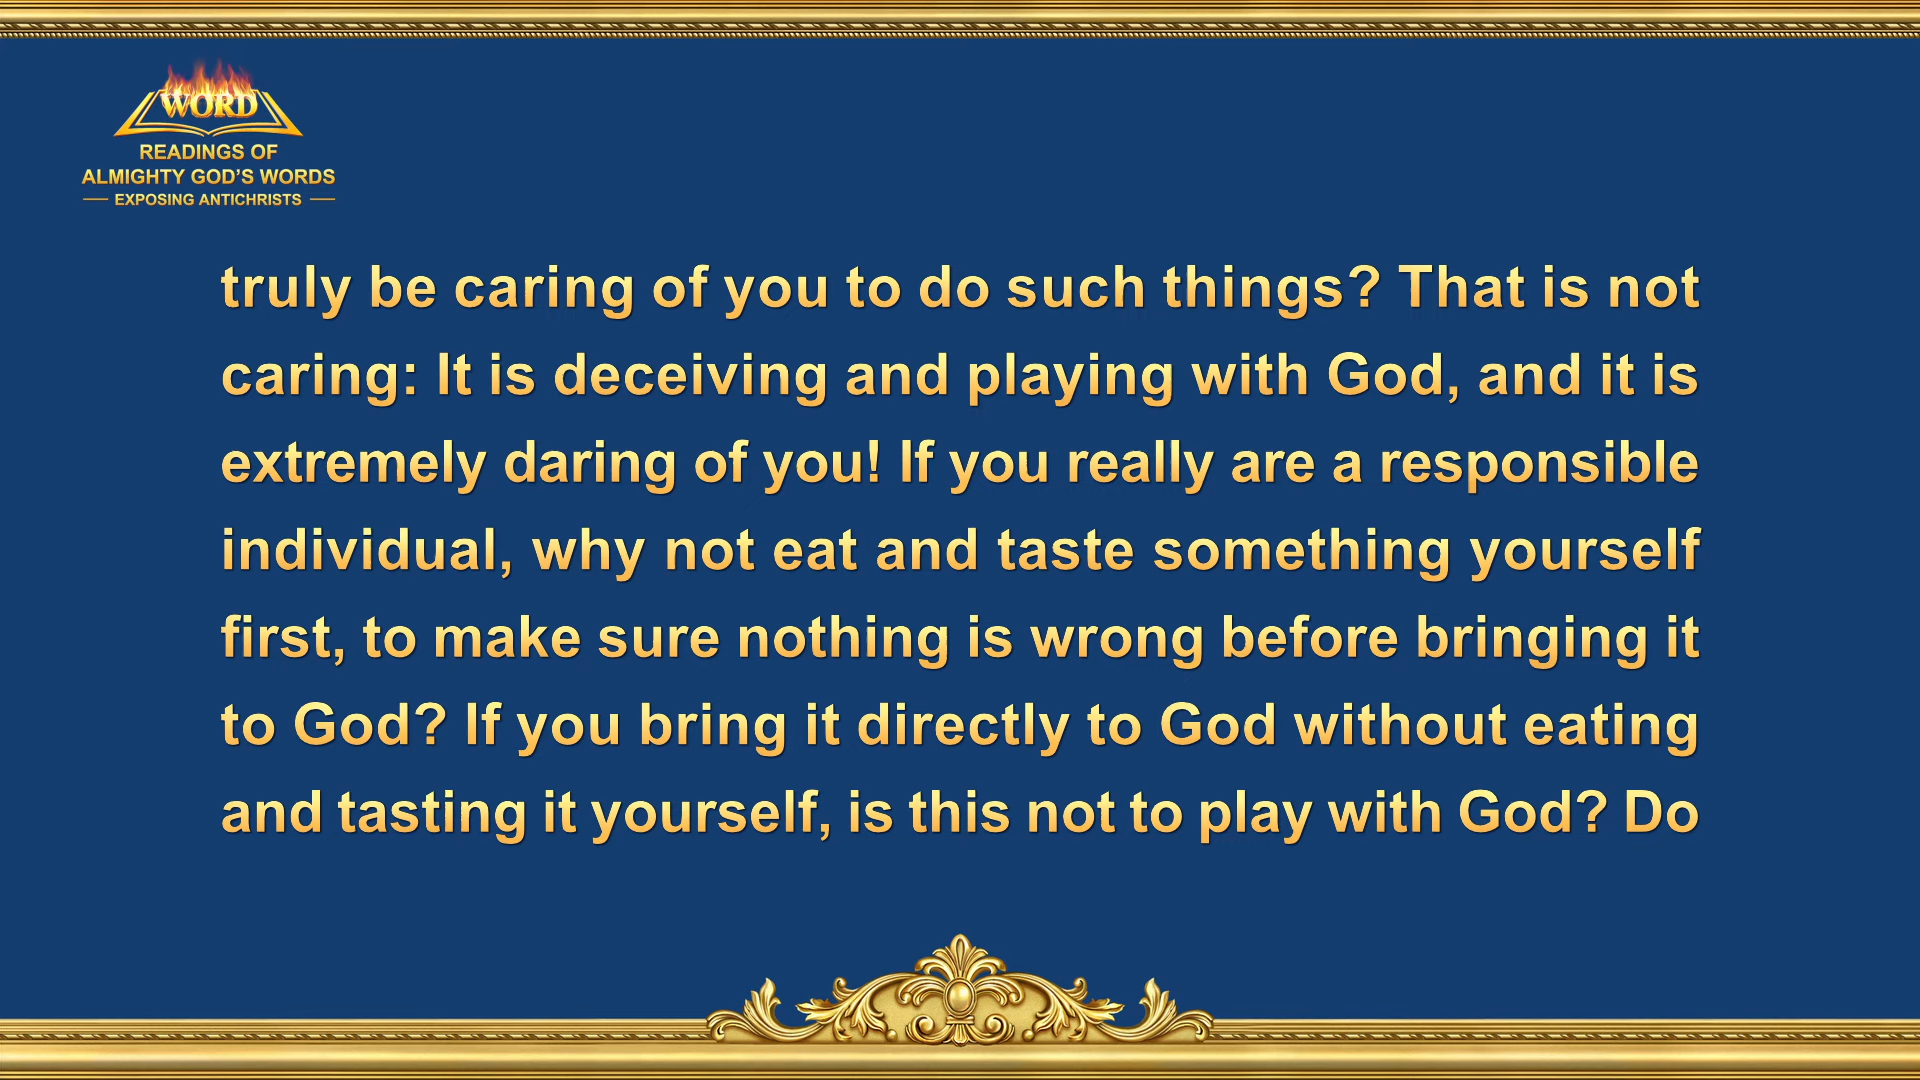 WORD
READINGS OF
ALMIGHTY GOD'S WORDS
EXPOSING ANTICHRISTS
truly be caring of you to do such things? That is not
caring: It is deceiving and playing with God, and it is
extremely daring of you! If you really are a responsible
individual, why not eat and taste something yourself
first, to make sure nothing is wrong before bringing it
to God? If you bring it directly to God without eating
and tasting it yourself, is this not to play with God? Do